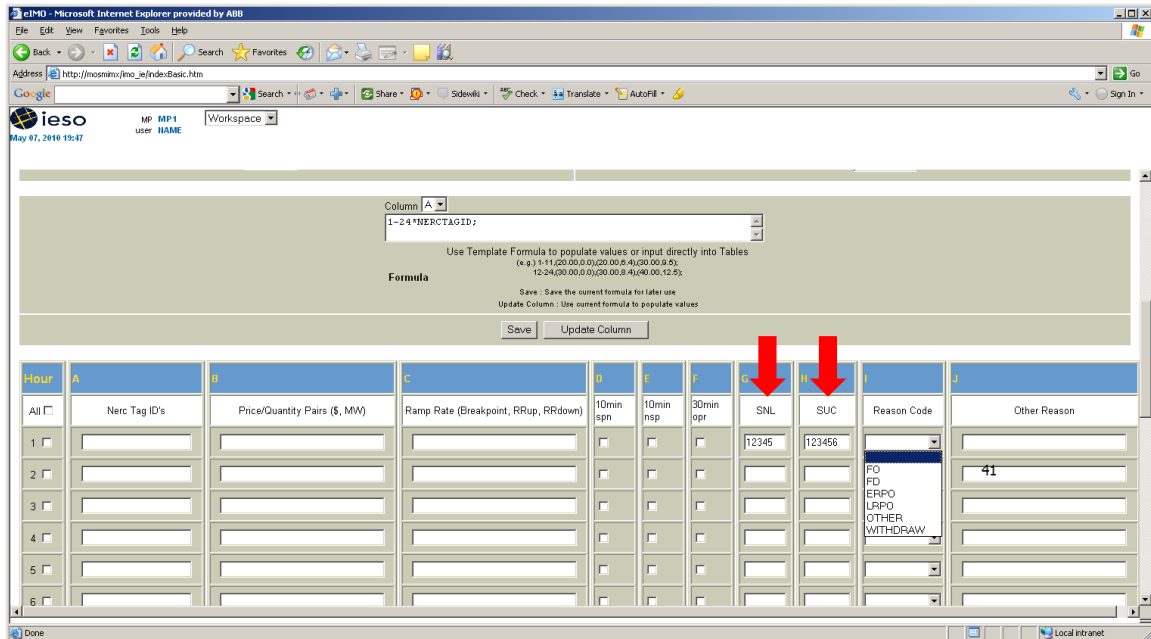 eIMO - Microsoft Internet Explorer provided by ABB
File Edit View Favorites Tools Help
Back Search Favorites
Address http://mosmimx/imo_ie/indexBasic.htm Go
Google Search Share Sidewiki Check Translate AutoFill Sign In
ieso MP MP1 Workspace
user NAME
May 07, 2010 19:47
Column A
1-24*NERCTAGID;
Use Template Formula to populate values or input directly into Tables
(e.g.) 1-11,(20.00,0.0),(20.00,6.4),(30.00,9.5);
12-24,(30.00,0.0),(30.00,8.4),(40.00,12.5);
Formula
Save : Save the current formula for later use
Update Column : Use current formula to populate values
Save Update Column
Hour A B C D E F G H I J
All Nerc Tag ID's Price/Quantity Pairs ($, MW) Ramp Rate (Breakpoint, RRup, RRdown) 10min spn 10min nsp 30min opr SNL SUC Reason Code Other Reason
1 12345 123456
2 FO 41
FD
3 ERPO
LRPO
OTHER
4 WITHDRAW
5
6
Done Local intranet